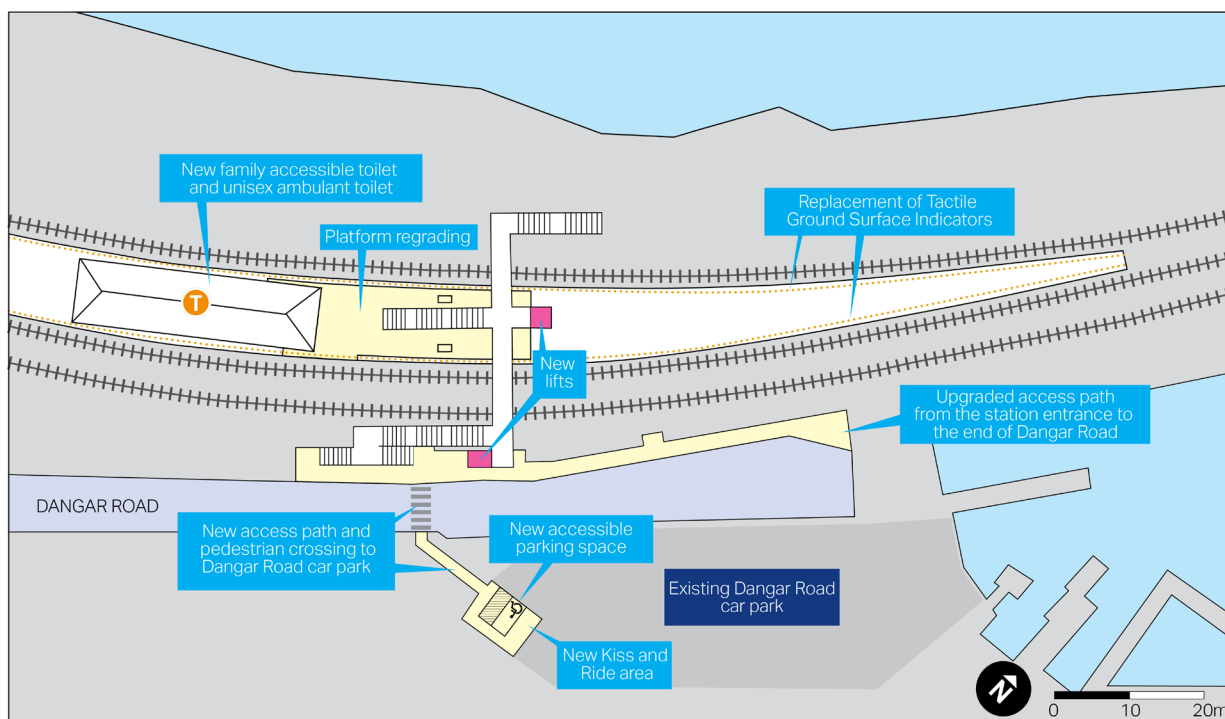 New family accessible toilet
and unisex ambulant toilet
Platform regrading
Replacement of Tactile
Ground Surface Indicators
T
New
lifts
Upgraded access path
from the station entrance to
the end of Dangar Road
DANGAR ROAD
New access path and
pedestrian crossing to
Dangar Road car park
New accessible
parking space
Existing Dangar Road
car park
New Kiss and
Ride area
N
0 10 20m